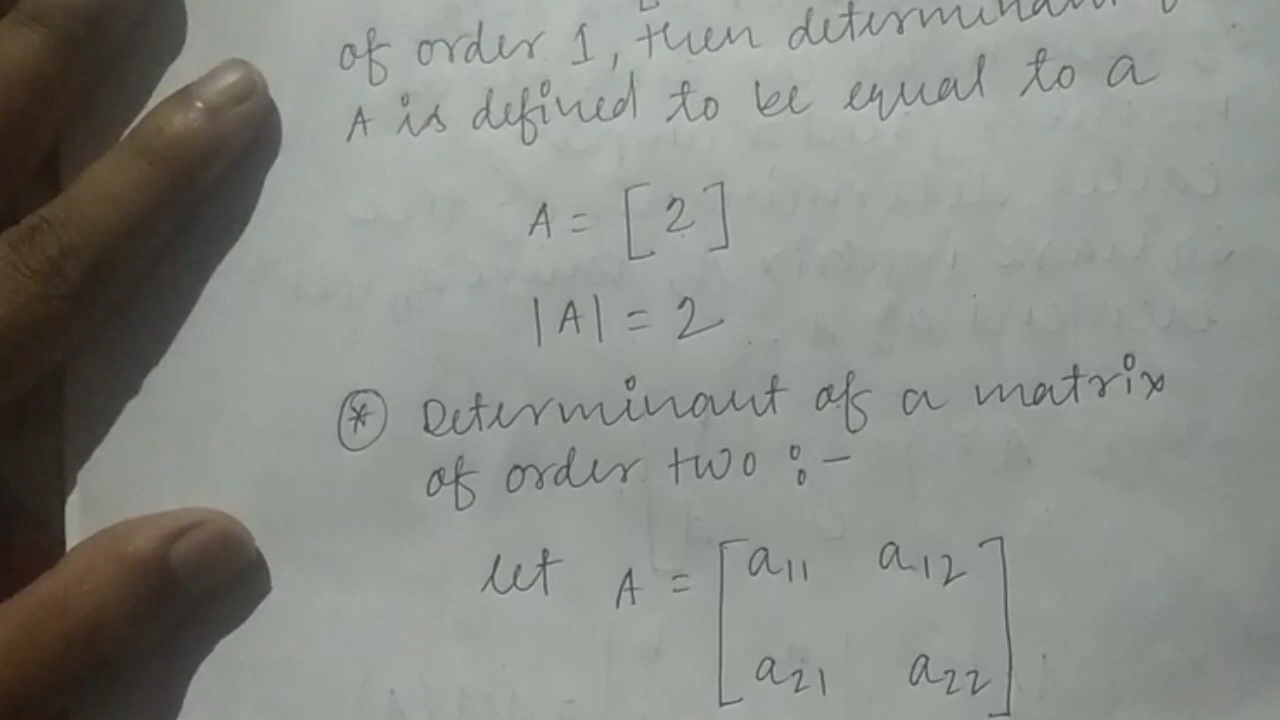 of order 1, then determinant
A is defined to be equal to a
A = [2]
|A| = 2
* Determinant of a matrix
of order two :-
let A = [a11 a12
a21 a22]